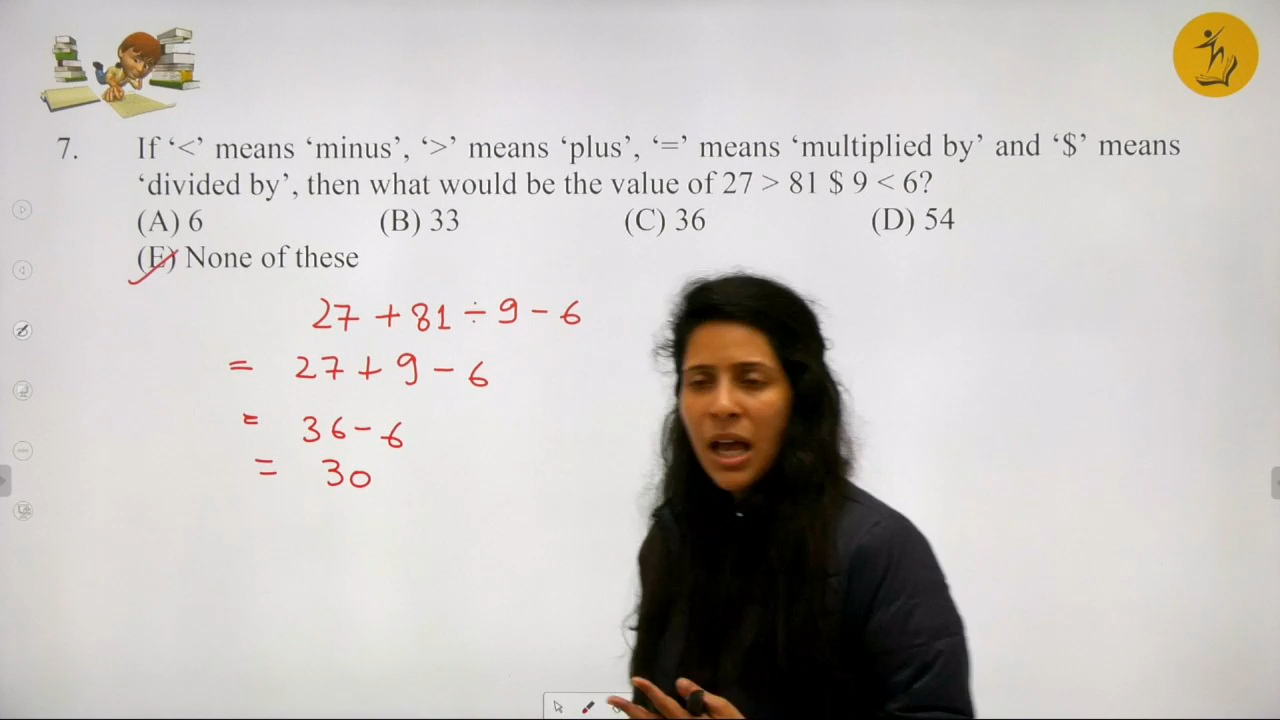 7. If ‘<’ means ‘minus’, ‘>’ means ‘plus’, ‘=’ means ‘multiplied by’ and ‘$’ means
‘divided by’, then what would be the value of 27 > 81 $ 9 < 6?
(A) 6 (B) 33 (C) 36 (D) 54
(E) None of these
27 + 81 ÷ 9 - 6
= 27 + 9 - 6
= 36 - 6
= 30